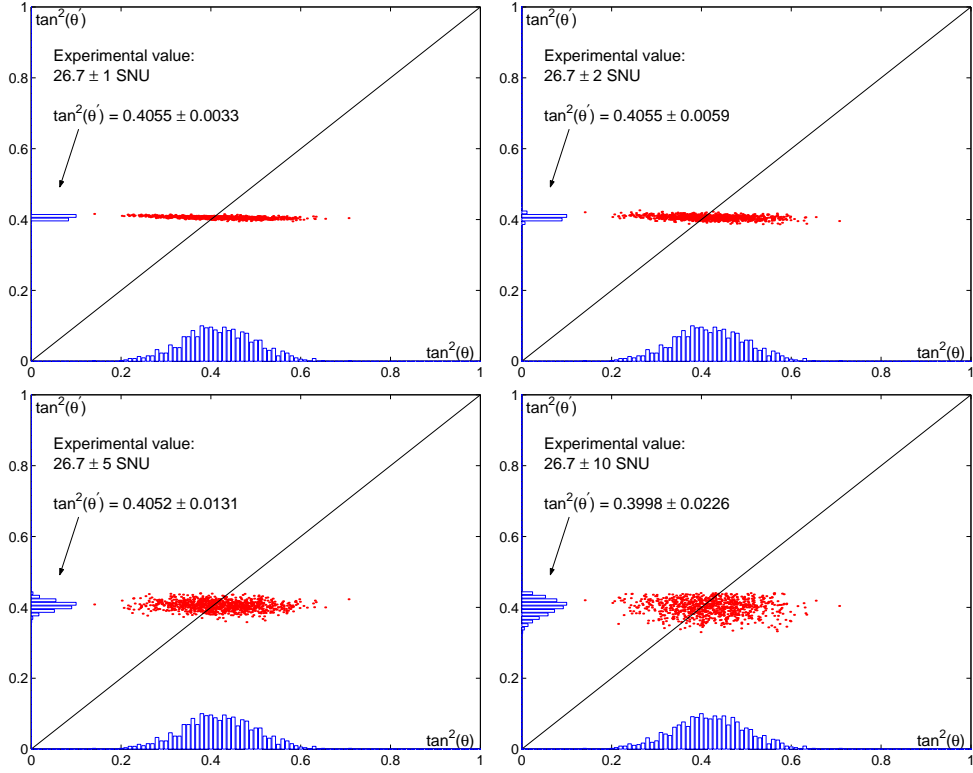 tan²(θ′)
Experimental value:
26.7 ± 1 SNU
tan²(θ′) = 0.4055 ± 0.0033
tan²(θ)
0
0.2
0.4
0.6
0.8
1
0
0.2
0.4
0.6
0.8
1
tan²(θ′)
Experimental value:
26.7 ± 2 SNU
tan²(θ′) = 0.4055 ± 0.0059
tan²(θ)
0
0.2
0.4
0.6
0.8
1
0
0.2
0.4
0.6
0.8
1
tan²(θ′)
Experimental value:
26.7 ± 5 SNU
tan²(θ′) = 0.4052 ± 0.0131
tan²(θ)
0
0.2
0.4
0.6
0.8
1
0
0.2
0.4
0.6
0.8
1
tan²(θ′)
Experimental value:
26.7 ± 10 SNU
tan²(θ′) = 0.3998 ± 0.0226
tan²(θ)
0
0.2
0.4
0.6
0.8
1
0
0.2
0.4
0.6
0.8
1